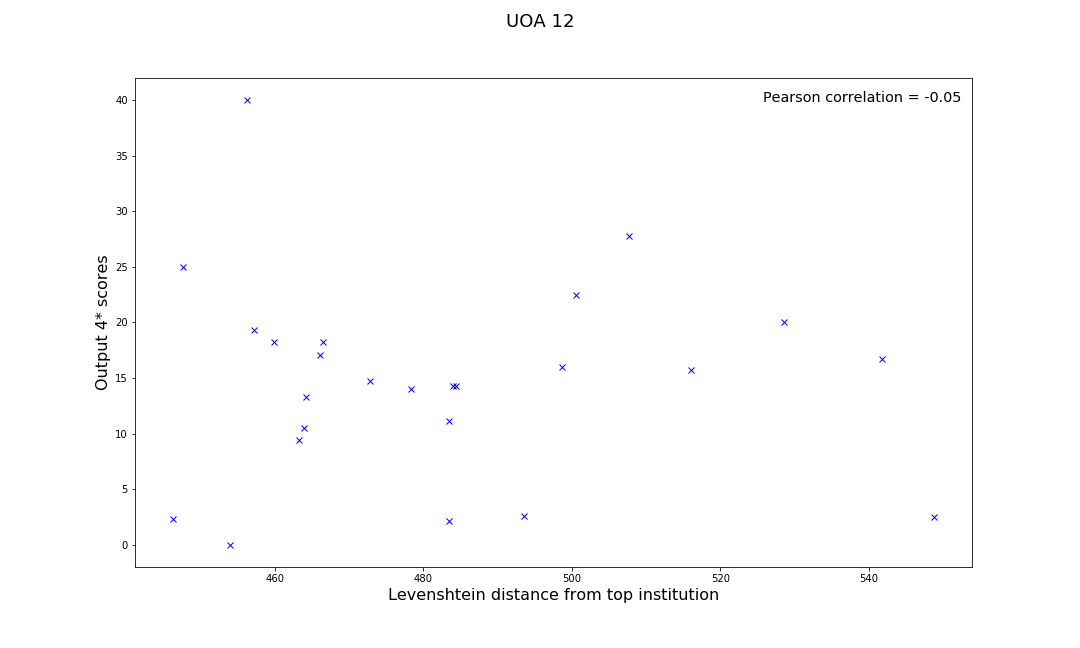 UOA 12
Pearson correlation = -0.05
40
35
30
25
20
15
10
5
0
Output 4* scores
460 480 500 520 540
Levenshtein distance from top institution